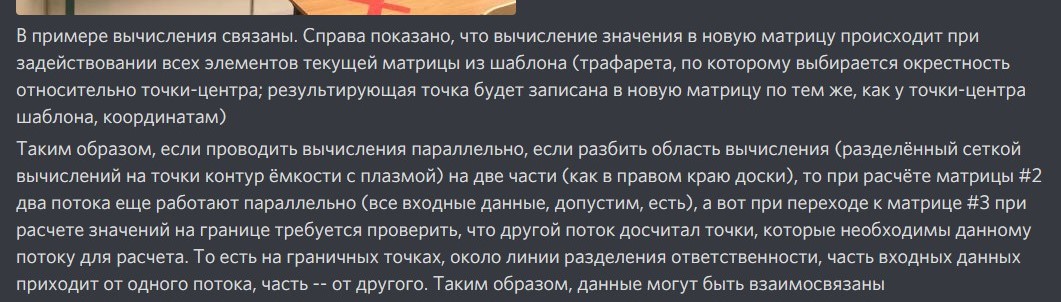 В примере вычисления связаны. Справа показано, что вычисление значения в новую матрицу происходит при
задействовании всех элементов текущей матрицы из шаблона (трафарета, по которому выбирается окрестность
относительно точки-центра; результирующая точка будет записана в новую матрицу по тем же, как у точки-центра
шаблона, координатам)
Таким образом, если проводить вычисления параллельно, если разбить область вычисления (разделённый сеткой
вычислений на точки контур ёмкости с плазмой) на две части (как в правом краю доски), то при расчёте матрицы #2
два потока еще работают параллельно (все входные данные, допустим, есть), а вот при переходе к матрице #3 при
расчете значений на границе требуется проверить, что другой поток досчитал точки, которые необходимы данному
потоку для расчета. То есть на граничных точках, около линии разделения ответственности, часть входных данных
приходит от одного потока, часть -- от другого. Таким образом, данные могут быть взаимосвязаны